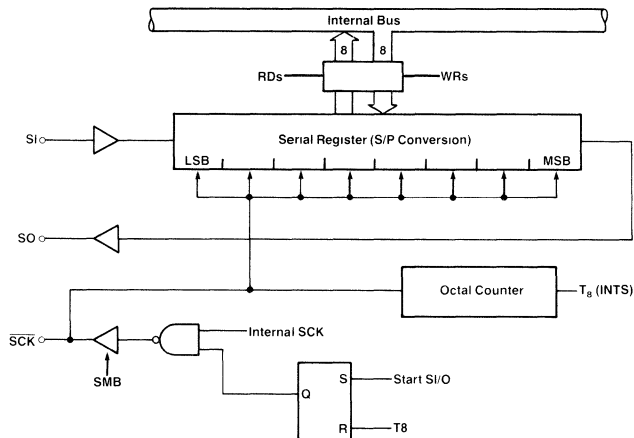 Internal Bus
8 8
RDs WRs
SI
Serial Register (S/P Conversion)
LSB MSB
SO
Octal Counter
T₈ (INTS)
SCK
Internal SCK
SMB
S Start SI/O
Q
R T8